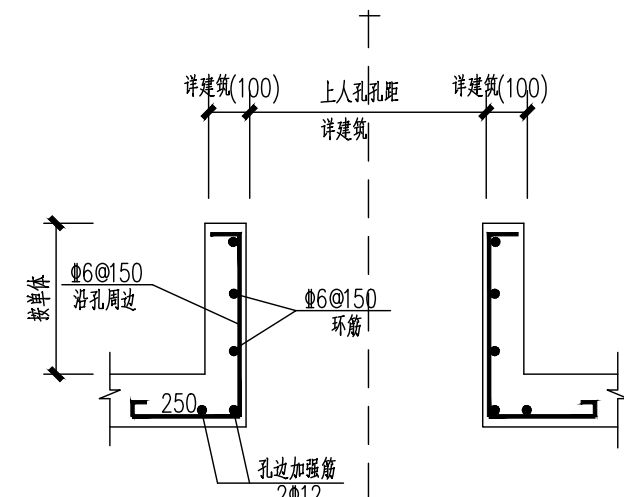 详建筑(100)
上人孔孔距
详建筑(100)
详建筑
按单体
Φ6@150
沿孔周边
Φ6@150
环筋
250
孔边加强筋
2Φ12